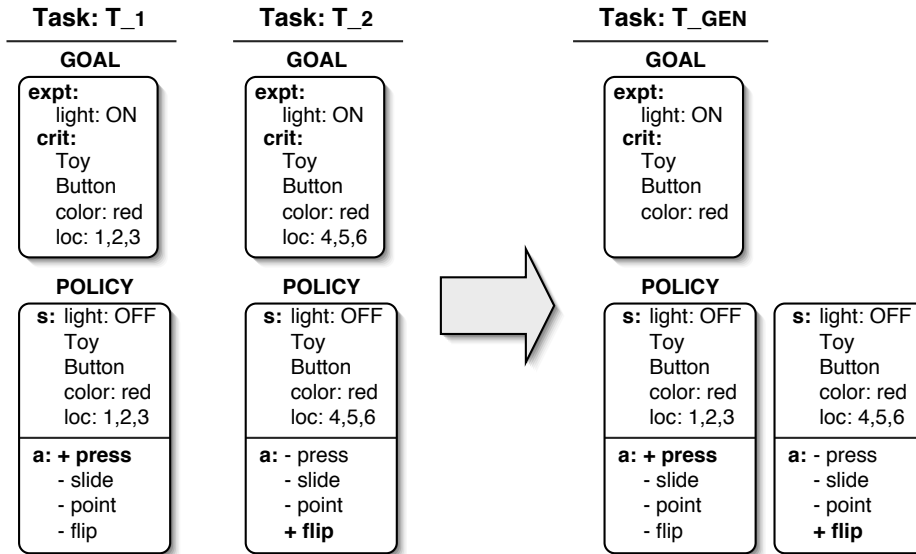 Task: T_1
GOAL
expt:
light: ON
crit:
Toy
Button
color: red
loc: 1,2,3
POLICY
s: light: OFF
Toy
Button
color: red
loc: 1,2,3
a: + press
- slide
- point
- flip
Task: T_2
GOAL
expt:
light: ON
crit:
Toy
Button
color: red
loc: 4,5,6
POLICY
s: light: OFF
Toy
Button
color: red
loc: 4,5,6
a: - press
- slide
- point
+ flip
Task: T_GEN
GOAL
expt:
light: ON
crit:
Toy
Button
color: red
POLICY
s: light: OFF
Toy
Button
color: red
loc: 1,2,3
a: + press
- slide
- point
- flip
s: light: OFF
Toy
Button
color: red
loc: 4,5,6
a: - press
- slide
- point
+ flip